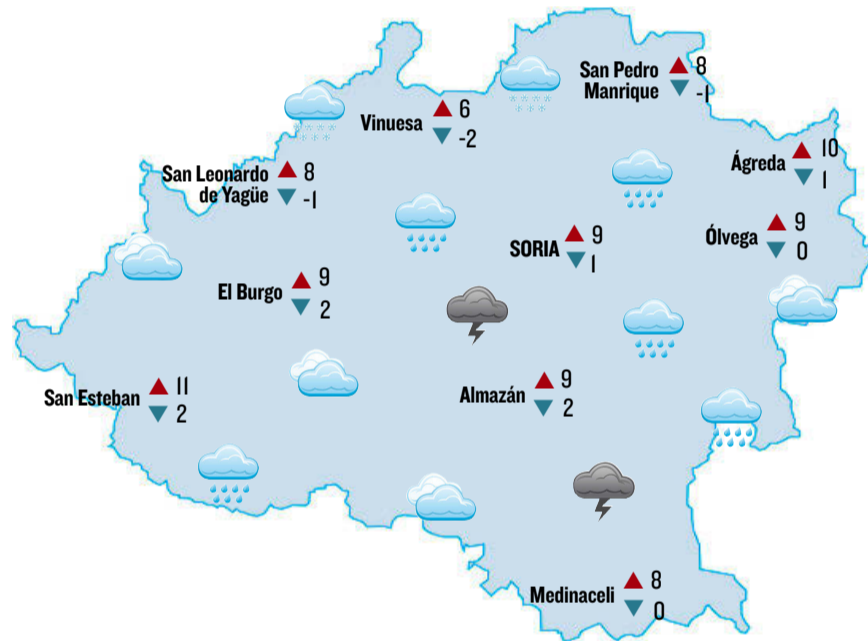 San Pedro
Manrique
8
-1
Vinuesa
6
-2
Ágreda
10
1
San Leonardo
de Yagüe
8
-1
SORIA
9
1
Ólvega
9
0
El Burgo
9
2
San Esteban
11
2
Almazán
9
2
Medinaceli
8
0